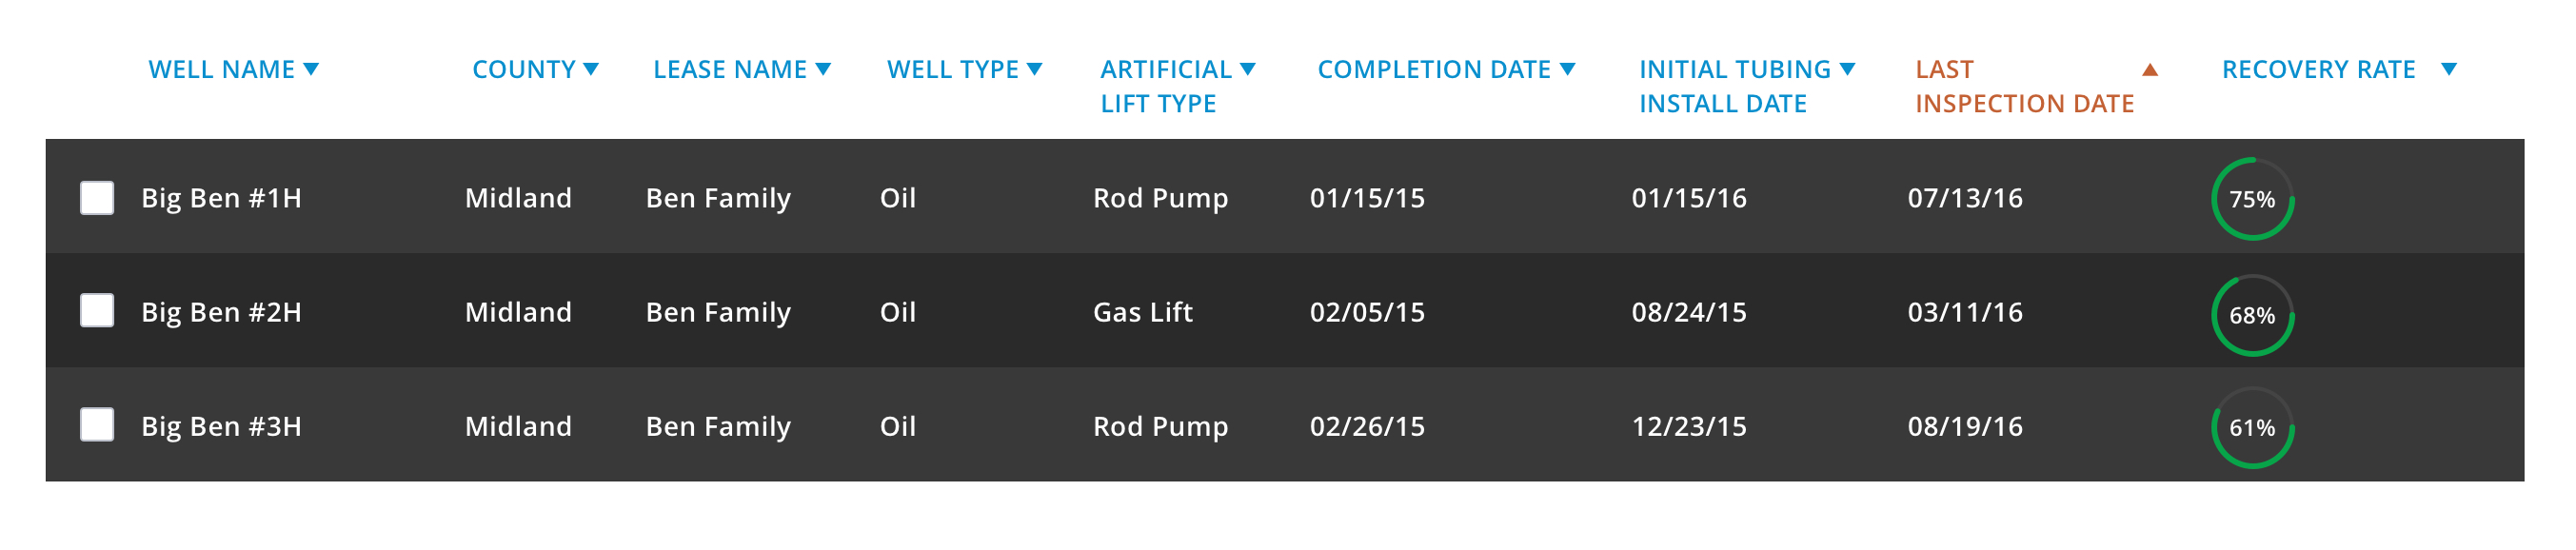 WELL NAME COUNTY LEASE NAME WELL TYPE ARTIFICIAL LIFT TYPE COMPLETION DATE INITIAL TUBING INSTALL DATE LAST INSPECTION DATE RECOVERY RATE
Big Ben #1H Midland Ben Family Oil Rod Pump 01/15/15 01/15/16 07/13/16 75%
Big Ben #2H Midland Ben Family Oil Gas Lift 02/05/15 08/24/15 03/11/16 68%
Big Ben #3H Midland Ben Family Oil Rod Pump 02/26/15 12/23/15 08/19/16 61%